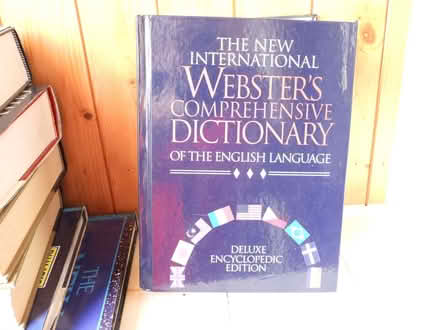 THE NEW
INTERNATIONAL
WEBSTER'S
COMPREHENSIVE
DICTIONARY
OF THE ENGLISH LANGUAGE
DELUXE
ENCYCLOPEDIC
EDITION
THE